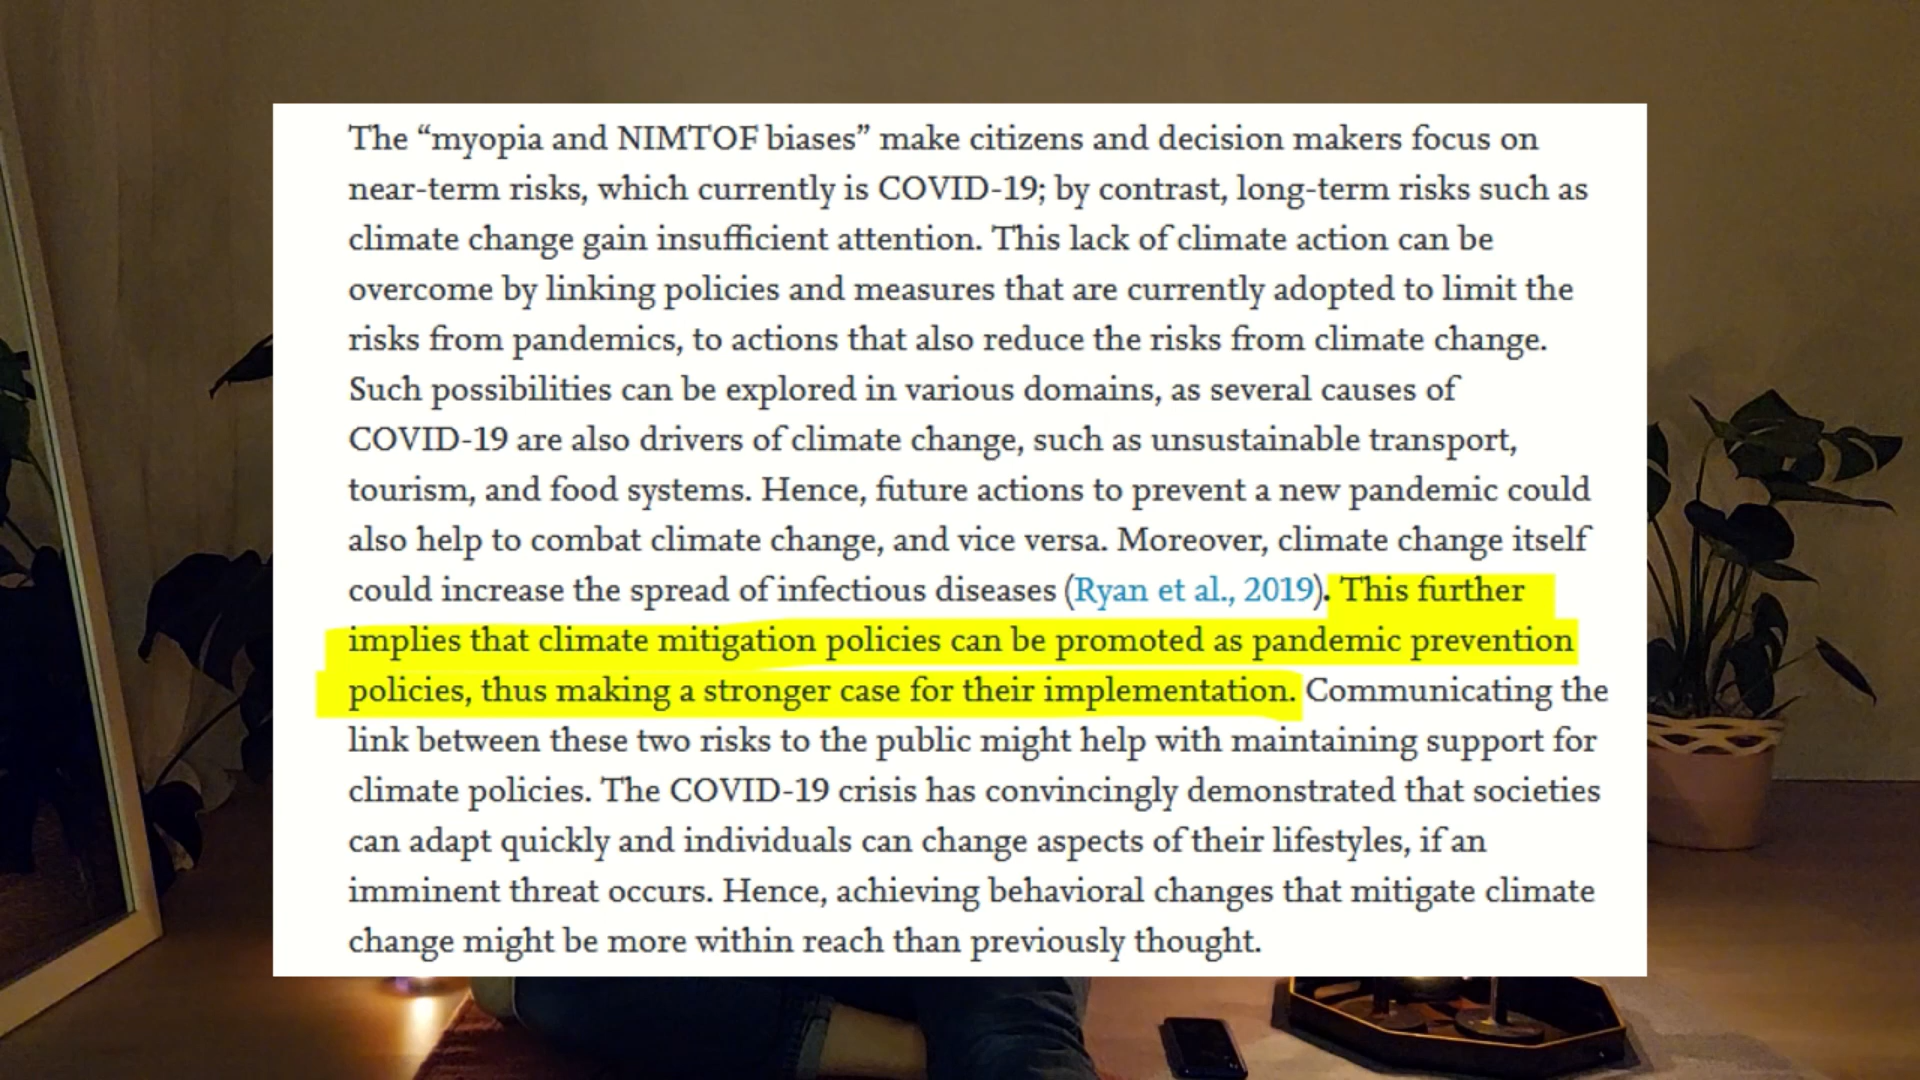 The “myopia and NIMTOF biases” make citizens and decision makers focus on
near-term risks, which currently is COVID-19; by contrast, long-term risks such as
climate change gain insufficient attention. This lack of climate action can be
overcome by linking policies and measures that are currently adopted to limit the
risks from pandemics, to actions that also reduce the risks from climate change.
Such possibilities can be explored in various domains, as several causes of
COVID-19 are also drivers of climate change, such as unsustainable transport,
tourism, and food systems. Hence, future actions to prevent a new pandemic could
also help to combat climate change, and vice versa. Moreover, climate change itself
could increase the spread of infectious diseases (Ryan et al., 2019). This further
implies that climate mitigation policies can be promoted as pandemic prevention
policies, thus making a stronger case for their implementation. Communicating the
link between these two risks to the public might help with maintaining support for
climate policies. The COVID-19 crisis has convincingly demonstrated that societies
can adapt quickly and individuals can change aspects of their lifestyles, if an
imminent threat occurs. Hence, achieving behavioral changes that mitigate climate
change might be more within reach than previously thought.